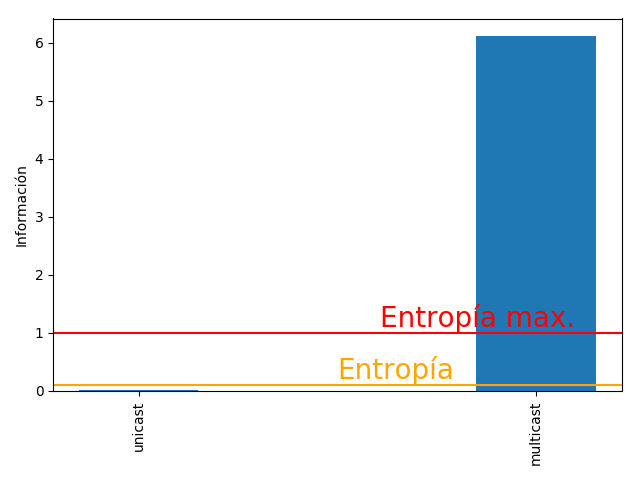 Información
6
5
4
3
2
1
0
Entropía max.
Entropía
unicast
multicast